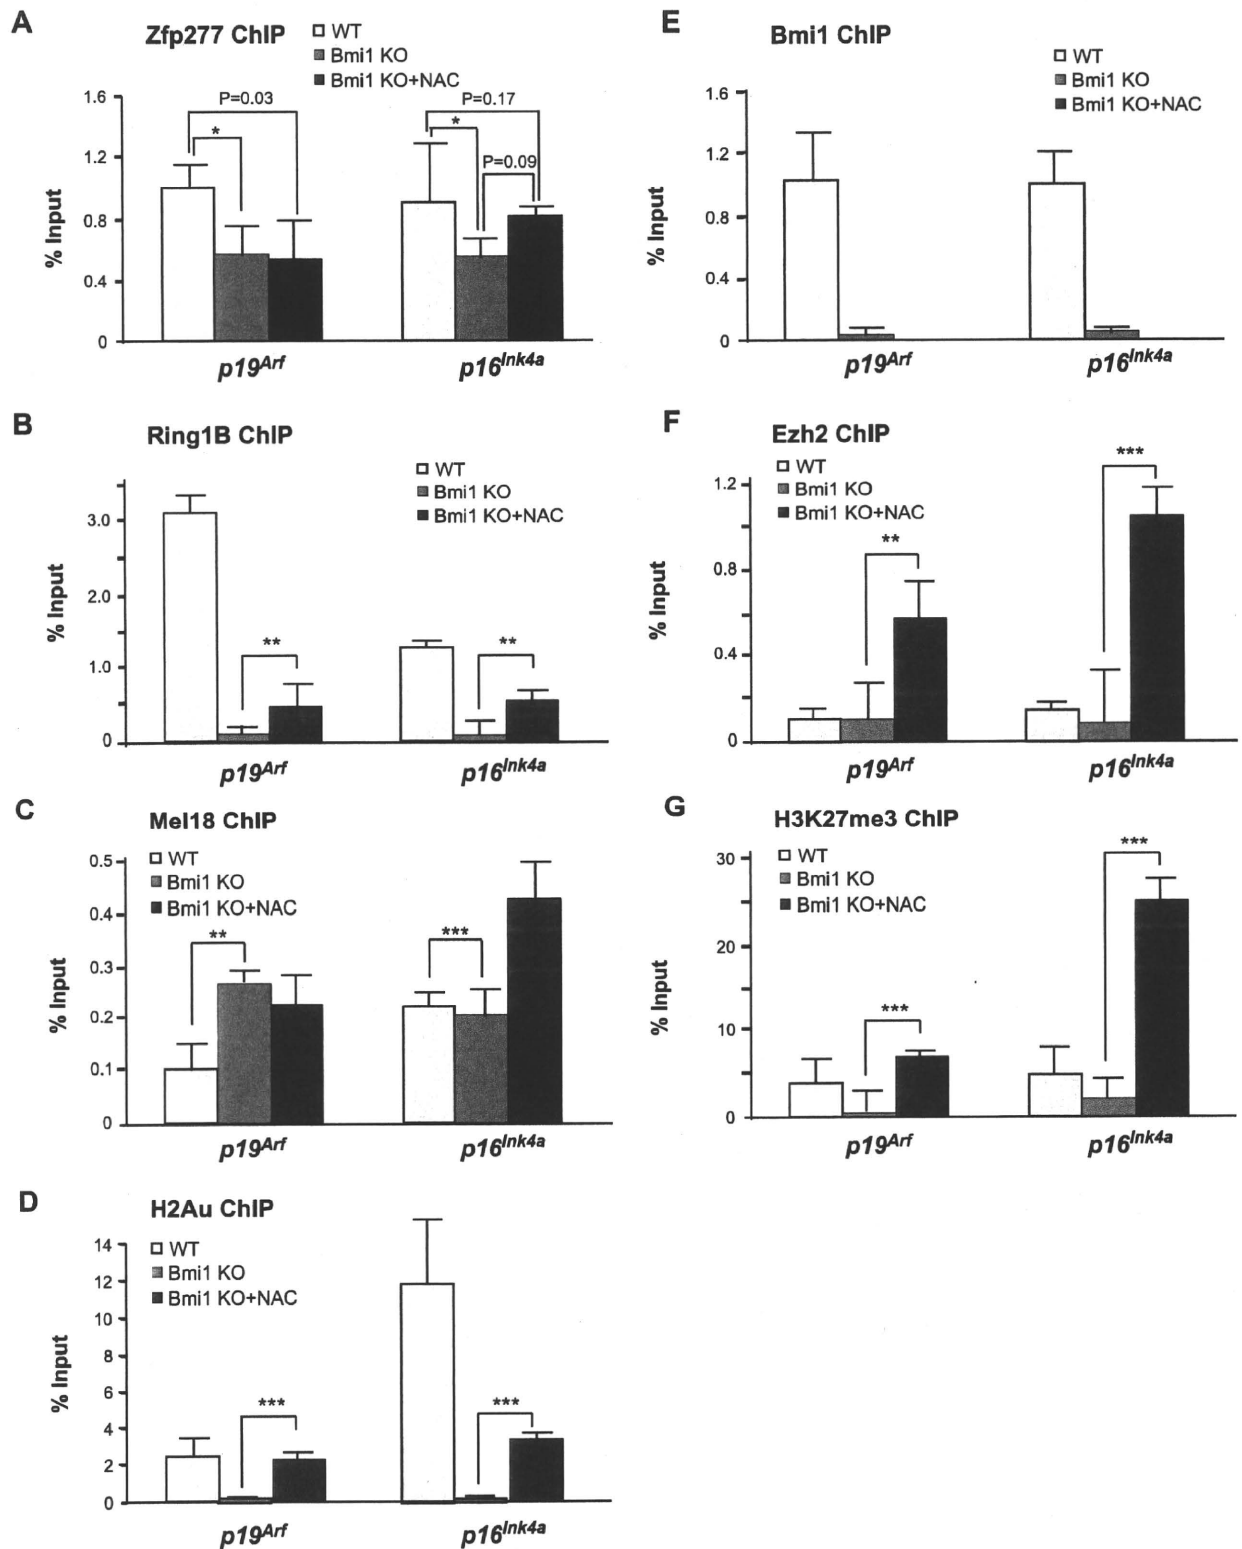 A
Zfp277 ChIP
WT
Bmi1 KO
Bmi1 KO+NAC
1.6
1.2
0.8
0.4
0
% Input
P=0.03
*
P=0.17
*
P=0.09
p19Arf
p16Ink4a
B
Ring1B ChIP
WT
Bmi1 KO
Bmi1 KO+NAC
3.0
2.0
1.0
0
% Input
**
**
p19Arf
p16Ink4a
C
Mel18 ChIP
WT
Bmi1 KO
Bmi1 KO+NAC
0.5
0.4
0.3
0.2
0.1
0
% Input
**
***
p19Arf
p16Ink4a
D
H2Au ChIP
WT
Bmi1 KO
Bmi1 KO+NAC
14
12
10
8
6
4
2
0
% Input
***
***
p19Arf
p16Ink4a
E
Bmi1 ChIP
WT
Bmi1 KO
Bmi1 KO+NAC
1.6
1.2
0.8
0.4
0
% Input
p19Arf
p16Ink4a
F
Ezh2 ChIP
WT
Bmi1 KO
Bmi1 KO+NAC
1.2
0.8
0.4
0
% Input
**
***
p19Arf
p16Ink4a
G
H3K27me3 ChIP
WT
Bmi1 KO
Bmi1 KO+NAC
30
20
10
0
% Input
***
***
p19Arf
p16Ink4a